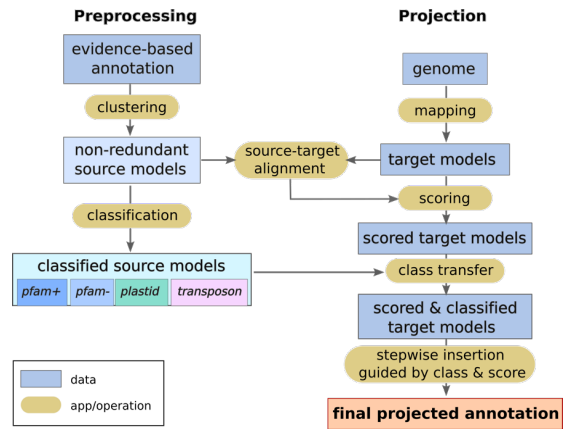 Preprocessing
evidence-based
annotation
clustering
non-redundant
source models
classification
classified source models
pfam+
pfam-
plastid
transposon
data
app/operation
source-target
alignment
Projection
genome
mapping
target models
scoring
scored target models
class transfer
scored & classified
target models
stepwise insertion
guided by class & score
final projected annotation